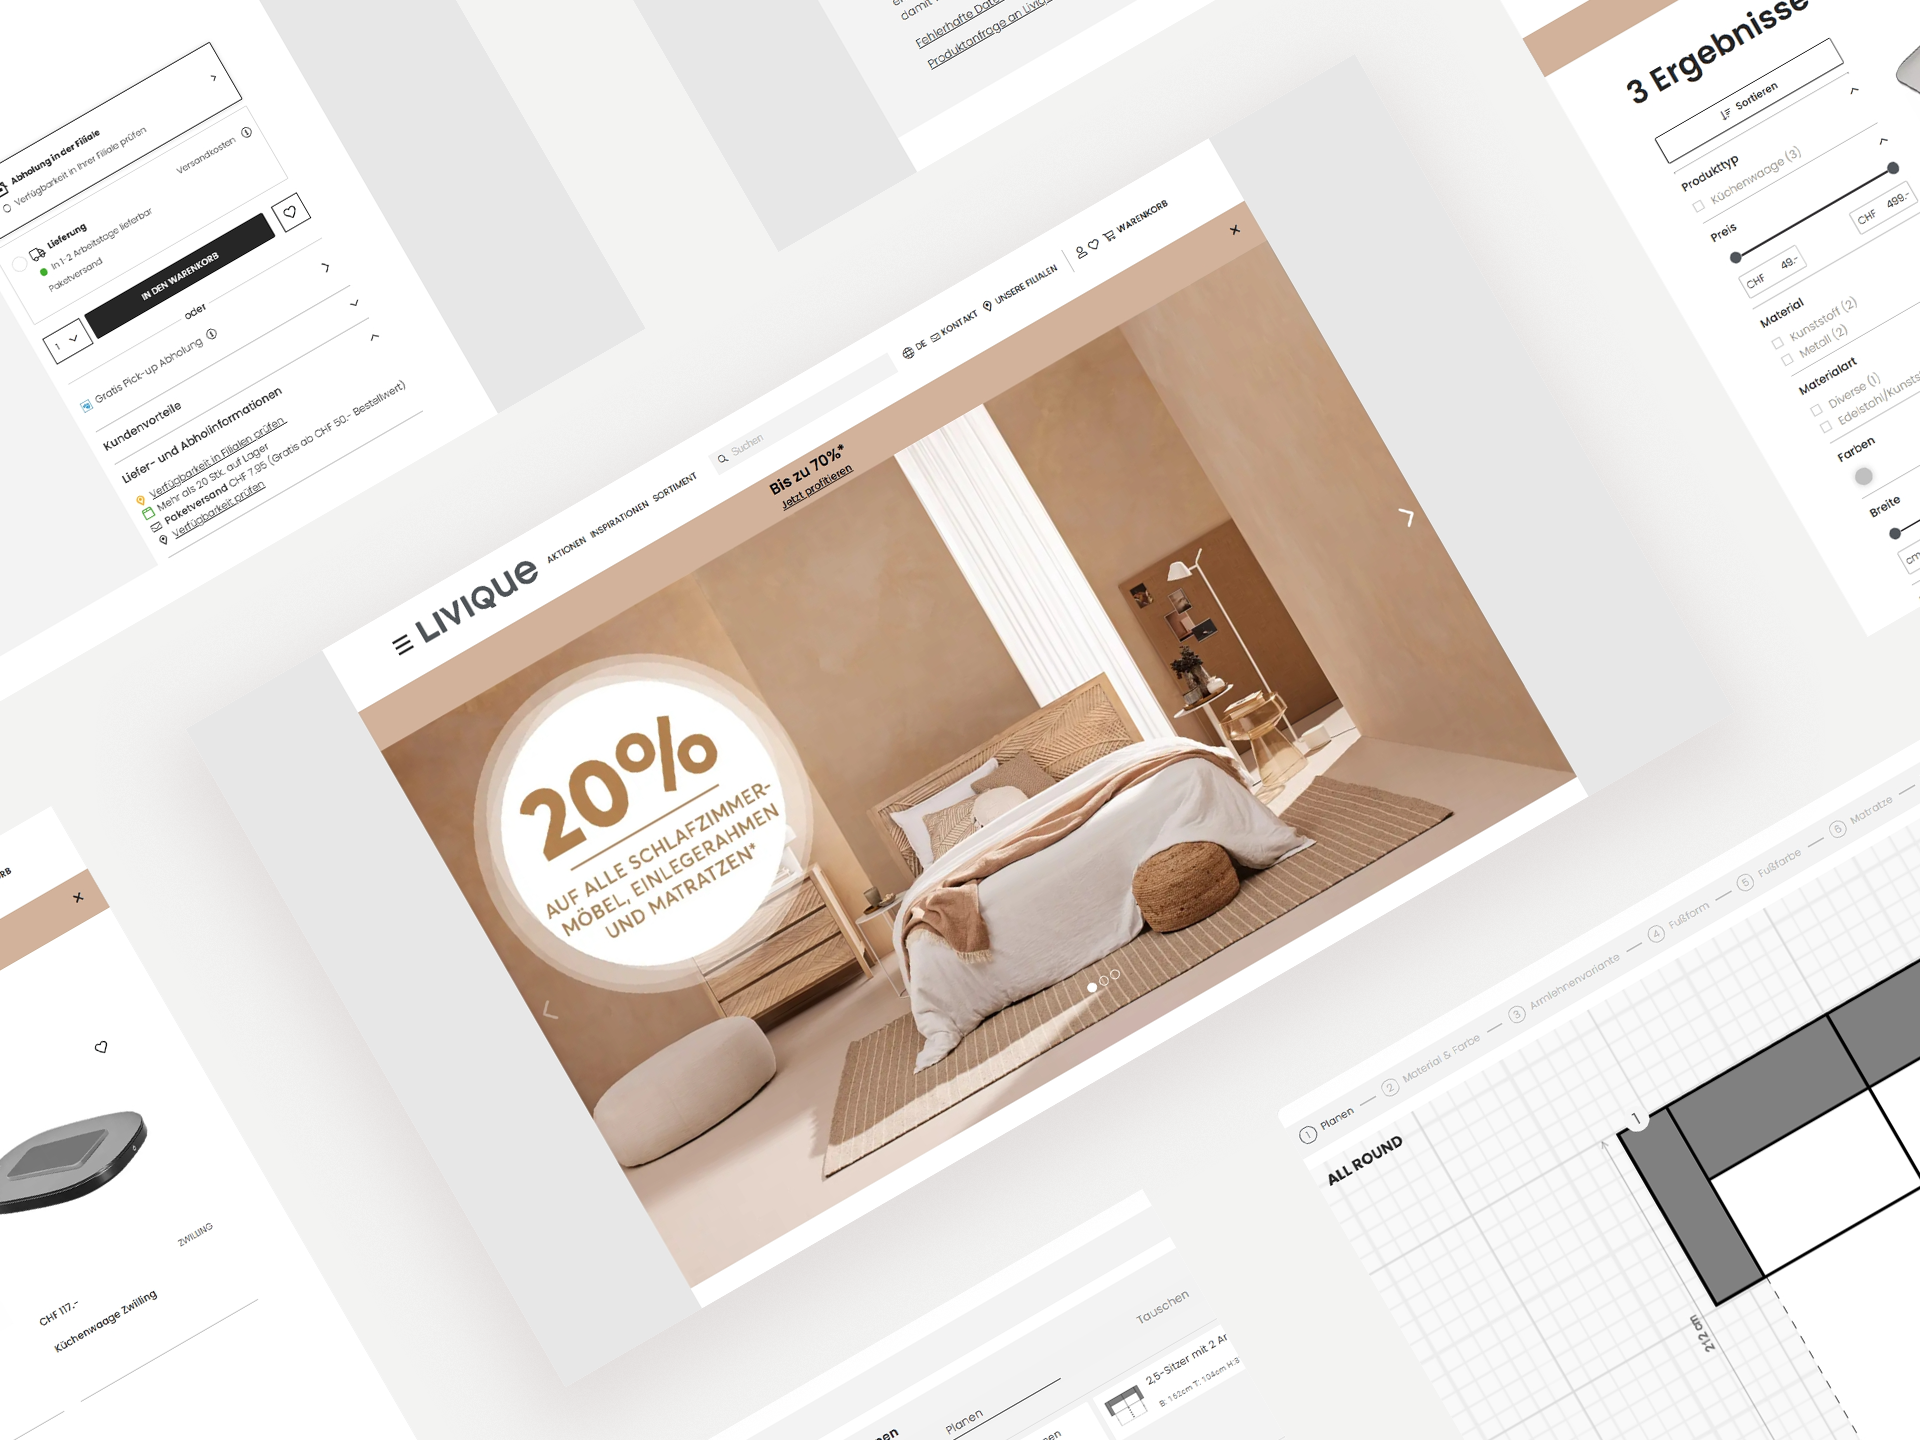 Abholung in der Filiale
Verfügbarkeit in Ihrer Filiale prüfen
Versandkosten
Lieferung
In 1-2 Arbeitstage lieferbar
Paketversand
1
IN DEN WARENKORB
oder
Gratis Pick-up Abholung
Kundenvorteile
Liefer- und Abholinformationen
Verfügbarkeit in Filialen prüfen
Mehr als 20 Stk. auf Lager
Paketversand CHF 7.95 (Gratis ab CHF 50.- Bestellwert)
Verfügbarkeit prüfen
damit
Fehlerhafte
Produktanfrage an
LIVIQUE
AKTIONEN INSPIRATIONEN SORTIMENT
Suchen
DE KONTAKT UNSERE FILIALEN WARENKORB
Bis zu 70%*
Jetzt profitieren
20%
AUF ALLE SCHLAFZIMMER-
MÖBEL, EINLEGERAHMEN
UND MATRATZEN*
3 Ergebnisse
Sortieren
Produkttyp
Küchenwaage (3)
Preis
CHF 49.-
CHF 499.-
Material
Kunststoff (2)
Metall (2)
Materialart
Diverse (1)
Farben
Breite
cm
ZWILLING
CHF 117.-
Küchenwaage Zwilling
1 Planen — 2 Material & Farbe — 3 Armlehnenvariante — 4 Fußform — 5 Fußfarbe — 6 Matratze
ALL ROUND
1
212 cm
Tauschen
Planen
2,5-Sitzer mit 2
B: 152cm T: 104cm